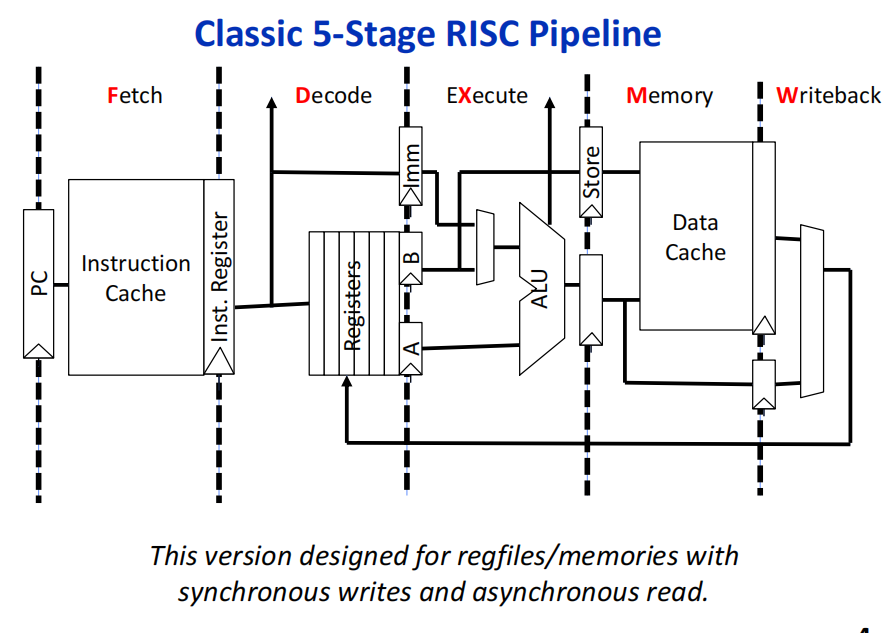 Classic 5-Stage RISC Pipeline
Fetch
Decode
EXecute
Memory
Writeback
PC
Instruction
Cache
Inst. Register
Registers
Imm
B
A
ALU
Store
Data
Cache
This version designed for regfiles/memories with
synchronous writes and asynchronous read.